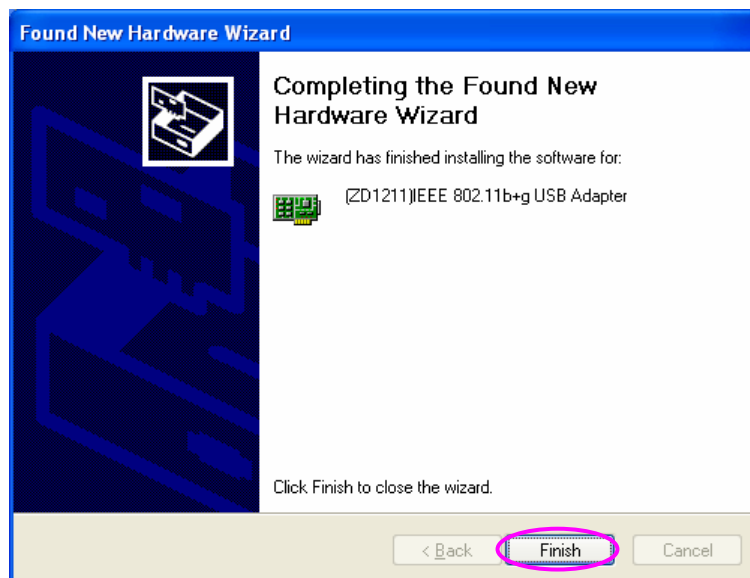 Found New Hardware Wizard
Completing the Found New
Hardware Wizard
The wizard has finished installing the software for:
(ZD1211)IEEE 802.11b+g USB Adapter
Click Finish to close the wizard.
< Back
Finish
Cancel